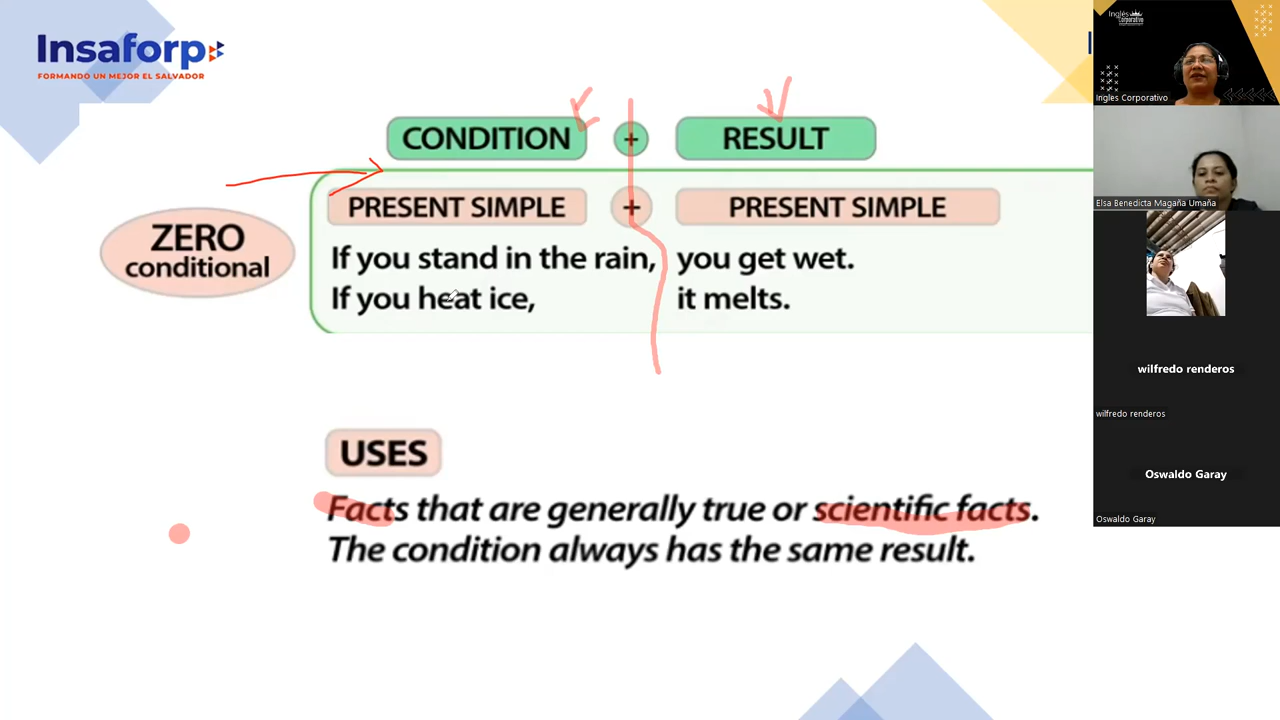 Insaforp
FORMANDO UN MEJOR EL SALVADOR
CONDITION + RESULT
PRESENT SIMPLE + PRESENT SIMPLE
ZERO
conditional
If you stand in the rain, you get wet.
If you heat ice, it melts.
USES
Facts that are generally true or scientific facts.
The condition always has the same result.
Inglés
Corporativo
Ingles Corporativo
Elsa Benedicta Magaña Umaña
wilfredo renderos
wilfredo renderos
Oswaldo Garay
Oswaldo Garay